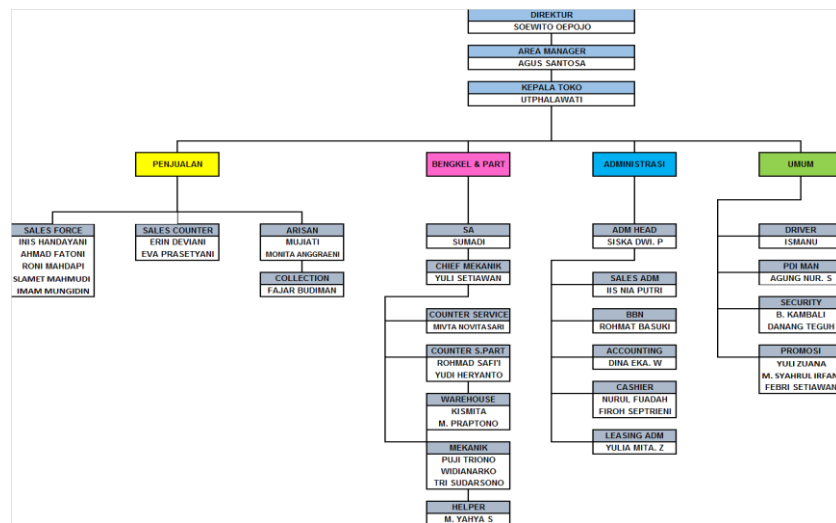 DIREKTUR
SOEWITO OEPOJO
AREA MANAGER
AGUS SANTOSA
KEPALA TOKO
UTPHALAWATI
PENJUALAN
BENGKEL & PART
ADMINISTRASI
UMUM
SALES FORCE
INIS HANDAYANI
AHMAD FATONI
RONI MAHDAPI
SLAMET MAHMUDI
IMAM MUNGIDIN
SALES COUNTER
ERIN DEVIANI
EVA PRASETYANI
ARISAN
MUJIATI
MONITA ANGGRAENI
COLLECTION
FAJAR BUDIMAN
SA
SUMADI
CHIEF MEKANIK
YULI SETIAWAN
COUNTER SERVICE
MIVTA NOVITASARI
COUNTER S.PART
ROHMAD SAFI'I
YUDI HERYANTO
WAREHOUSE
KISMITA
M. PRAPTONO
MEKANIK
PUJI TRIONO
WIDIANARKO
TRI SUDARSONO
HELPER
M. YAHYA S
ADM HEAD
SISKA DWI. P
SALES ADM
IIS NIA PUTRI
BBN
ROHMAT BASUKI
ACCOUNTING
DINA EKA. W
CASHIER
NURUL FUADAH
FIROH SEPTRIENI
LEASING ADM
YULIA MITA. Z
DRIVER
ISMANU
PDI MAN
AGUNG NUR. S
SECURITY
B. KAMBALI
DANANG TEGUH
PROMOSI
YULI ZUANA
M. SYAHRUL IRFAN
FEBRI SETIAWAN